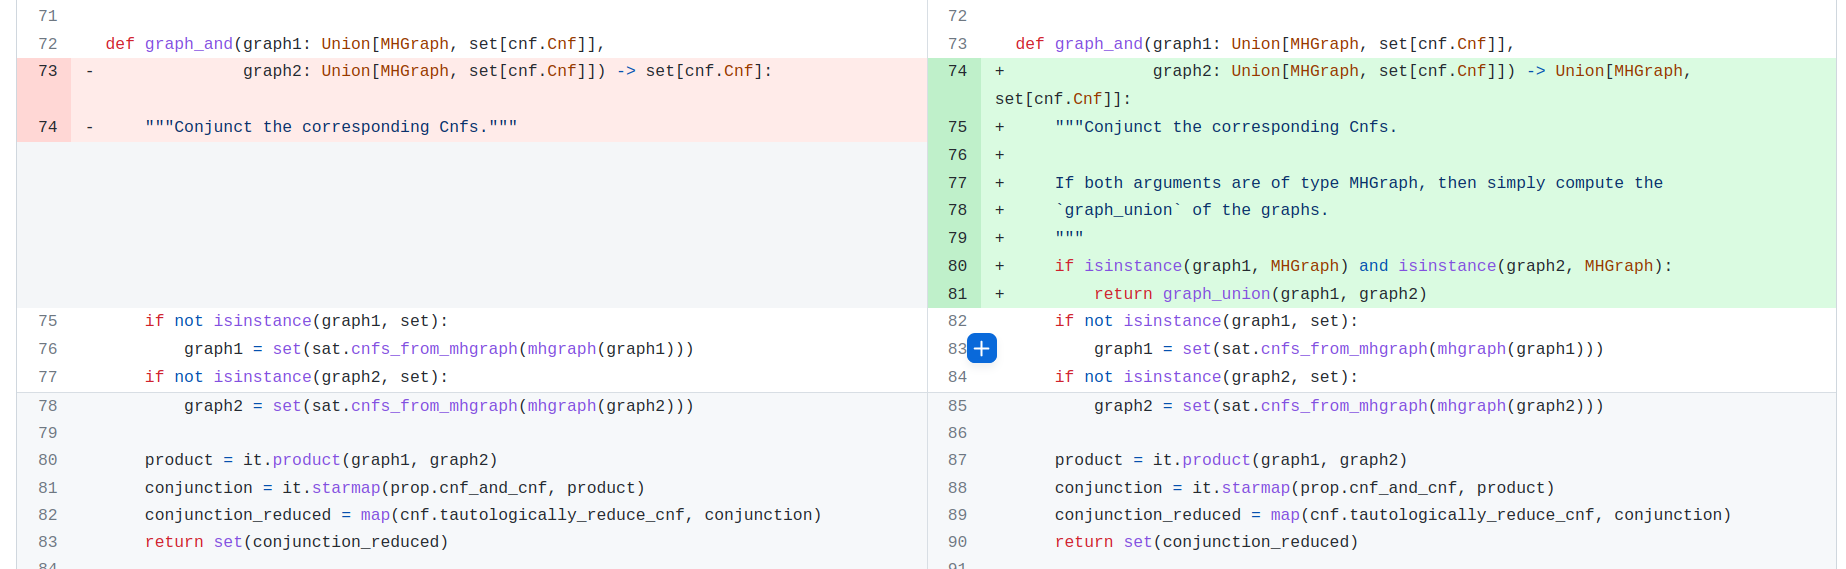 71
72 def graph_and(graph1: Union[MHGraph, set[cnf.Cnf]],
73 - graph2: Union[MHGraph, set[cnf.Cnf]]) -> set[cnf.Cnf]:
74 - """Conjunct the corresponding Cnfs."""
75 if not isinstance(graph1, set):
76 graph1 = set(sat.cnfs_from_mhgraph(mhgraph(graph1)))
77 if not isinstance(graph2, set):
78 graph2 = set(sat.cnfs_from_mhgraph(mhgraph(graph2)))
79
80 product = it.product(graph1, graph2)
81 conjunction = it.starmap(prop.cnf_and_cnf, product)
82 conjunction_reduced = map(cnf.tautologically_reduce_cnf, conjunction)
83 return set(conjunction_reduced)
84
72
73 def graph_and(graph1: Union[MHGraph, set[cnf.Cnf]],
74 + graph2: Union[MHGraph, set[cnf.Cnf]]) -> Union[MHGraph,
set[cnf.Cnf]]:
75 + """Conjunct the corresponding Cnfs.
76 +
77 + If both arguments are of type MHGraph, then simply compute the
78 + `graph_union` of the graphs.
79 + """
80 + if isinstance(graph1, MHGraph) and isinstance(graph2, MHGraph):
81 + return graph_union(graph1, graph2)
82 if not isinstance(graph1, set):
83 + graph1 = set(sat.cnfs_from_mhgraph(mhgraph(graph1)))
84 if not isinstance(graph2, set):
85 graph2 = set(sat.cnfs_from_mhgraph(mhgraph(graph2)))
86
87 product = it.product(graph1, graph2)
88 conjunction = it.starmap(prop.cnf_and_cnf, product)
89 conjunction_reduced = map(cnf.tautologically_reduce_cnf, conjunction)
90 return set(conjunction_reduced)
91